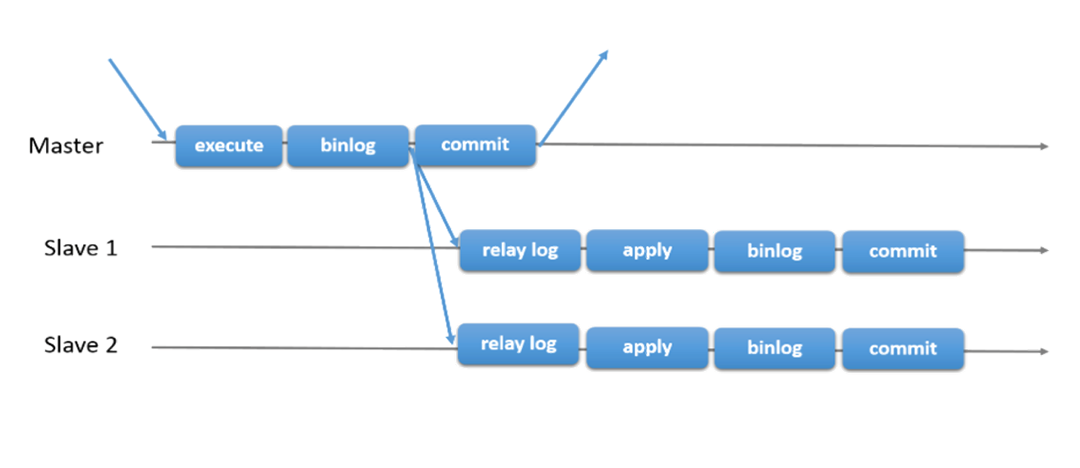 Master
execute
binlog
commit
Slave 1
relay log
apply
binlog
commit
Slave 2
relay log
apply
binlog
commit